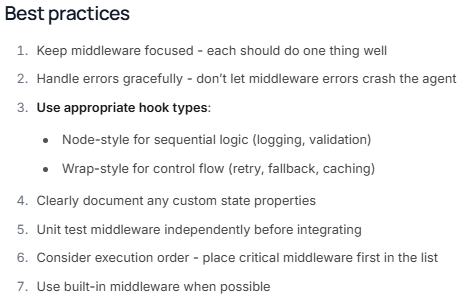 Best practices
1. Keep middleware focused - each should do one thing well
2. Handle errors gracefully - don’t let middleware errors crash the agent
3. Use appropriate hook types:
• Node-style for sequential logic (logging, validation)
• Wrap-style for control flow (retry, fallback, caching)
4. Clearly document any custom state properties
5. Unit test middleware independently before integrating
6. Consider execution order - place critical middleware first in the list
7. Use built-in middleware when possible